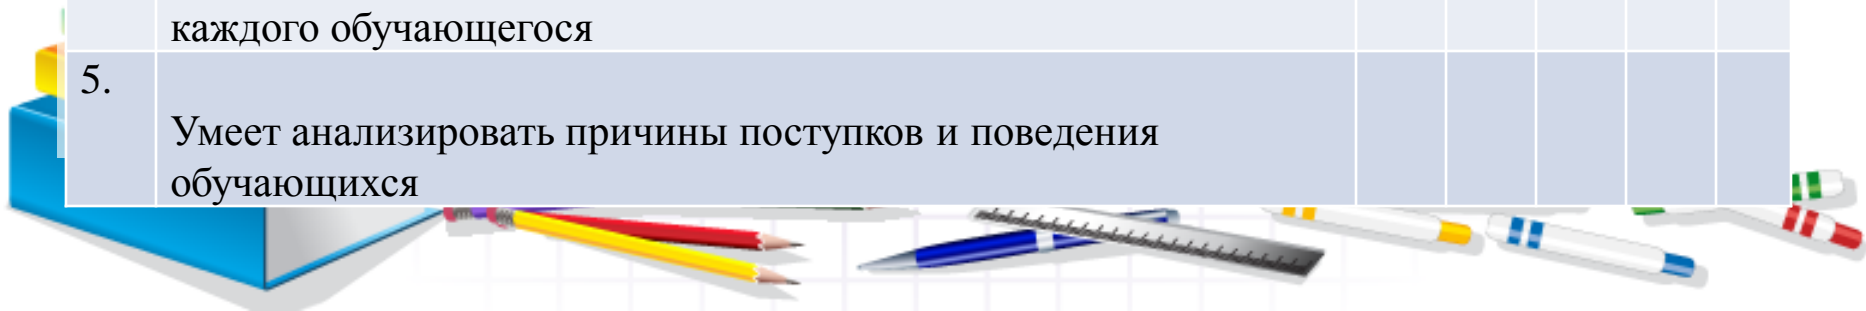 каждого обучающегося
5.
Умеет анализировать причины поступков и поведения
обучающихся